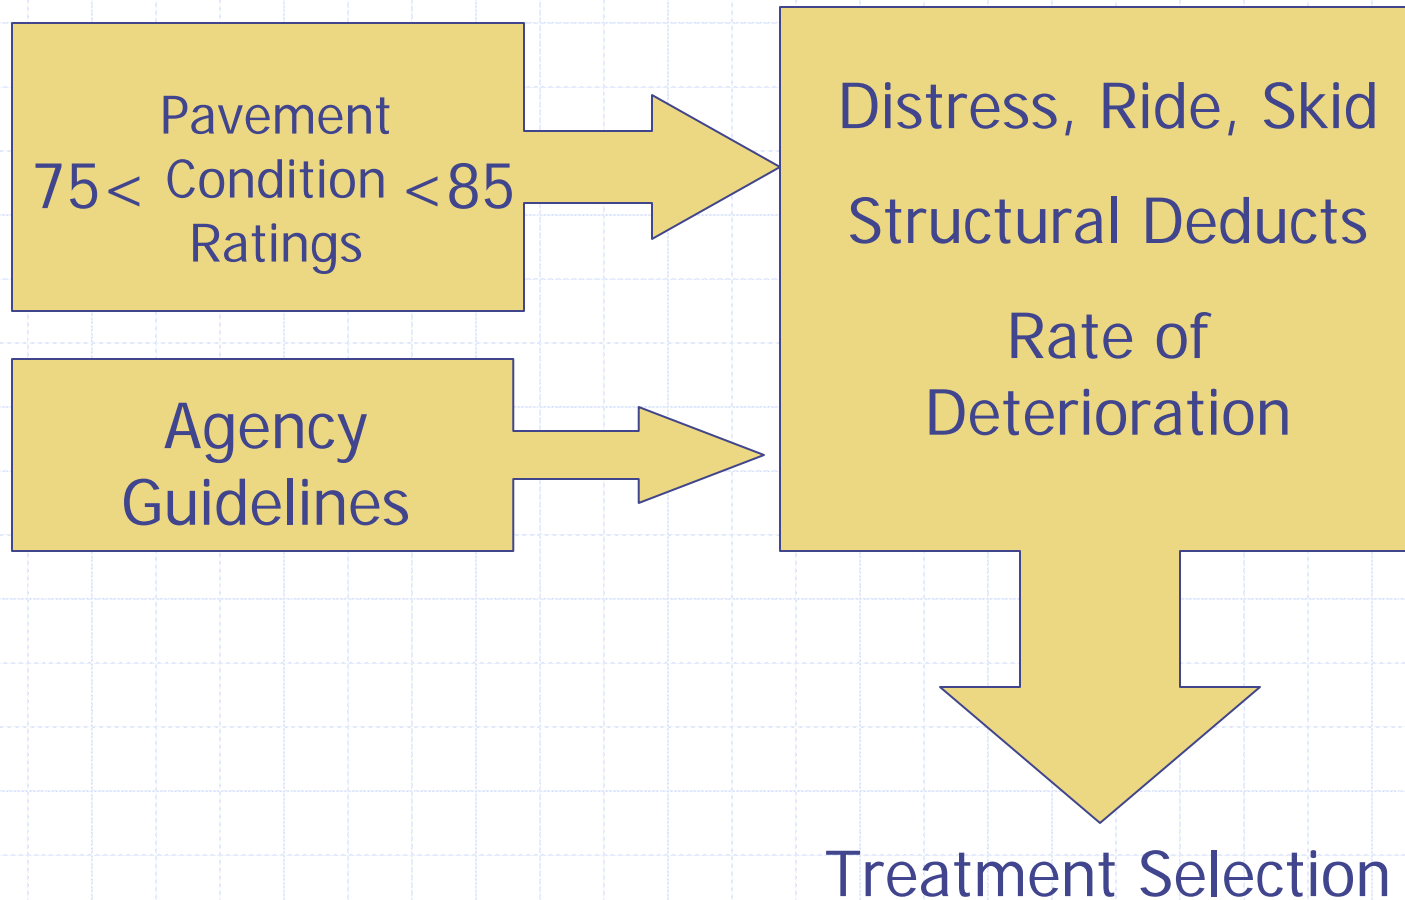 Pavement
75< Condition <85
Ratings
Agency
Guidelines
Distress, Ride, Skid
Structural Deducts
Rate of
Deterioration
Treatment Selection